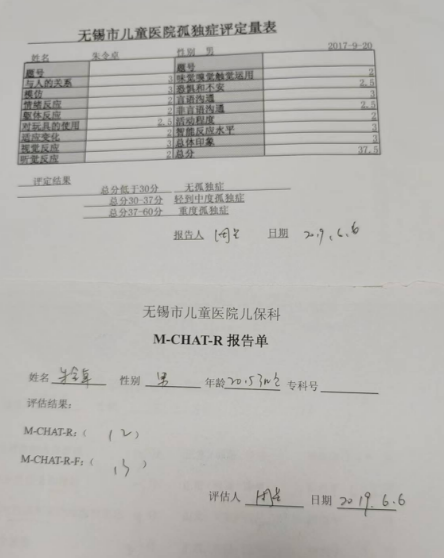 无锡市儿童医院孤独症评定量表
姓名 朱令卓 性别 男 2017-9-20
题号 题号
与人的关系 3 味觉嗅觉触觉运用 2
模仿 3 恐惧和不安 2.5
情绪反应 2 言语沟通 3
躯体反应 2 非言语沟通 2.5
对玩具的使用 2.5 活动程度 2
适应变化 2 智能反应水平 3
视觉反应 3 总体印象 3
听觉反应 2 总分 37.5
评定结果
总分低于30分 无孤独症
总分30-37分 轻到中度孤独症
总分37-60分 重度孤独症
报告人 日期 2019.6.6
无锡市儿童医院儿保科
M-CHAT-R 报告单
姓名 性别 男 年龄 20.53m 专科号
评估结果:
M-CHAT-R:( 12 )
M-CHAT-R-F:( 13 )
评估人 日期 2019.6.6